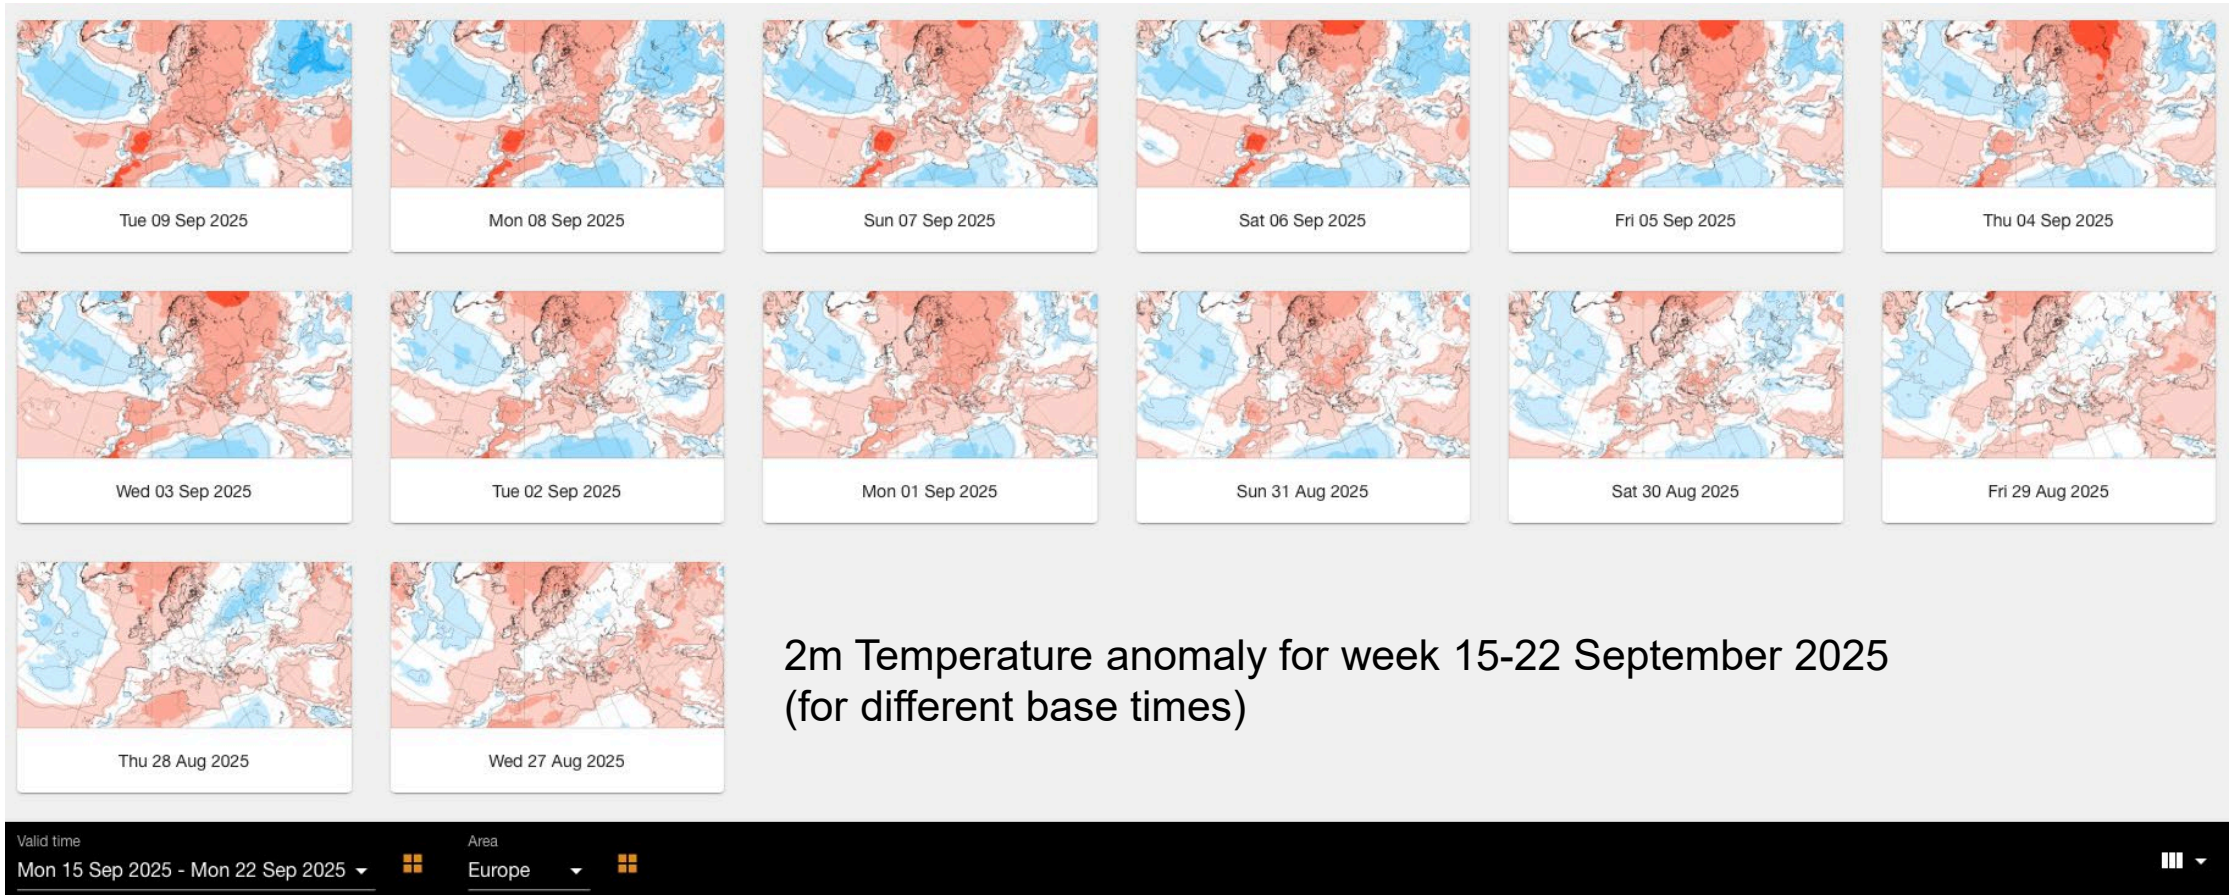 Tue 09 Sep 2025
Mon 08 Sep 2025
Sun 07 Sep 2025
Sat 06 Sep 2025
Fri 05 Sep 2025
Thu 04 Sep 2025
Wed 03 Sep 2025
Tue 02 Sep 2025
Mon 01 Sep 2025
Sun 31 Aug 2025
Sat 30 Aug 2025
Fri 29 Aug 2025
Thu 28 Aug 2025
Wed 27 Aug 2025
2m Temperature anomaly for week 15-22 September 2025
(for different base times)
Valid time
Mon 15 Sep 2025 - Mon 22 Sep 2025
Area
Europe